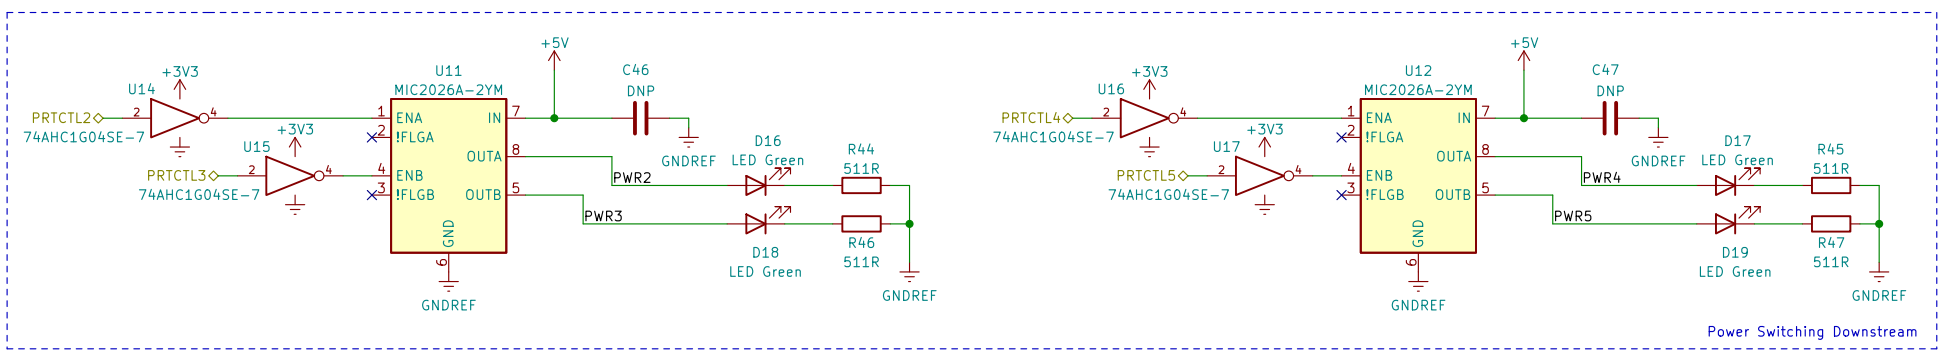 +5V
U11
MIC2026A-2YM
C46
DNP
GNDREF
+3V3
U14
PRTCTL2
2
4
74AHC1G04SE-7
+3V3
U15
PRTCTL3
2
4
74AHC1G04SE-7
1
ENA
IN
7
2
!FLGA
OUTA
8
4
ENB
3
!FLGB
OUTB
5
GND
6
GNDREF
PWR2
D16
LED Green
R44
511R
PWR3
D18
LED Green
R46
511R
GNDREF
+5V
U12
MIC2026A-2YM
C47
DNP
GNDREF
+3V3
U16
PRTCTL4
2
4
74AHC1G04SE-7
+3V3
U17
PRTCTL5
2
4
74AHC1G04SE-7
1
ENA
IN
7
2
!FLGA
OUTA
8
4
ENB
3
!FLGB
OUTB
5
GND
6
GNDREF
PWR4
D17
LED Green
R45
511R
PWR5
D19
LED Green
R47
511R
GNDREF
Power Switching Downstream